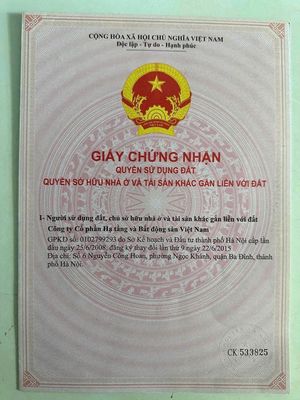 CỘNG HÒA XÃ HỘI CHỦ NGHĨA VIỆT NAM
Độc lập - Tự do - Hạnh phúc
GIẤY CHỨNG NHẬN
QUYỀN SỬ DỤNG ĐẤT
QUYỀN SỞ HỮU NHÀ Ở VÀ TÀI SẢN KHÁC GẮN LIỀN VỚI ĐẤT
I- Người sử dụng đất, chủ sở hữu nhà ở và tài sản khác gắn liền với đất
Công ty Cổ phần Hạ tầng và Bất động sản Việt Nam
GPKD số: 0102799293 do Sở Kế hoạch và Đầu tư thành phố Hà Nội cấp lần
đầu ngày 25/6/2008, đăng ký thay đổi lần thứ 9 ngày 22/6/2015
Địa chỉ: Số 6 Nguyễn Công Hoan, phường Ngọc Khánh, quận Ba Đình, thành
phố Hà Nội.
CK 533825